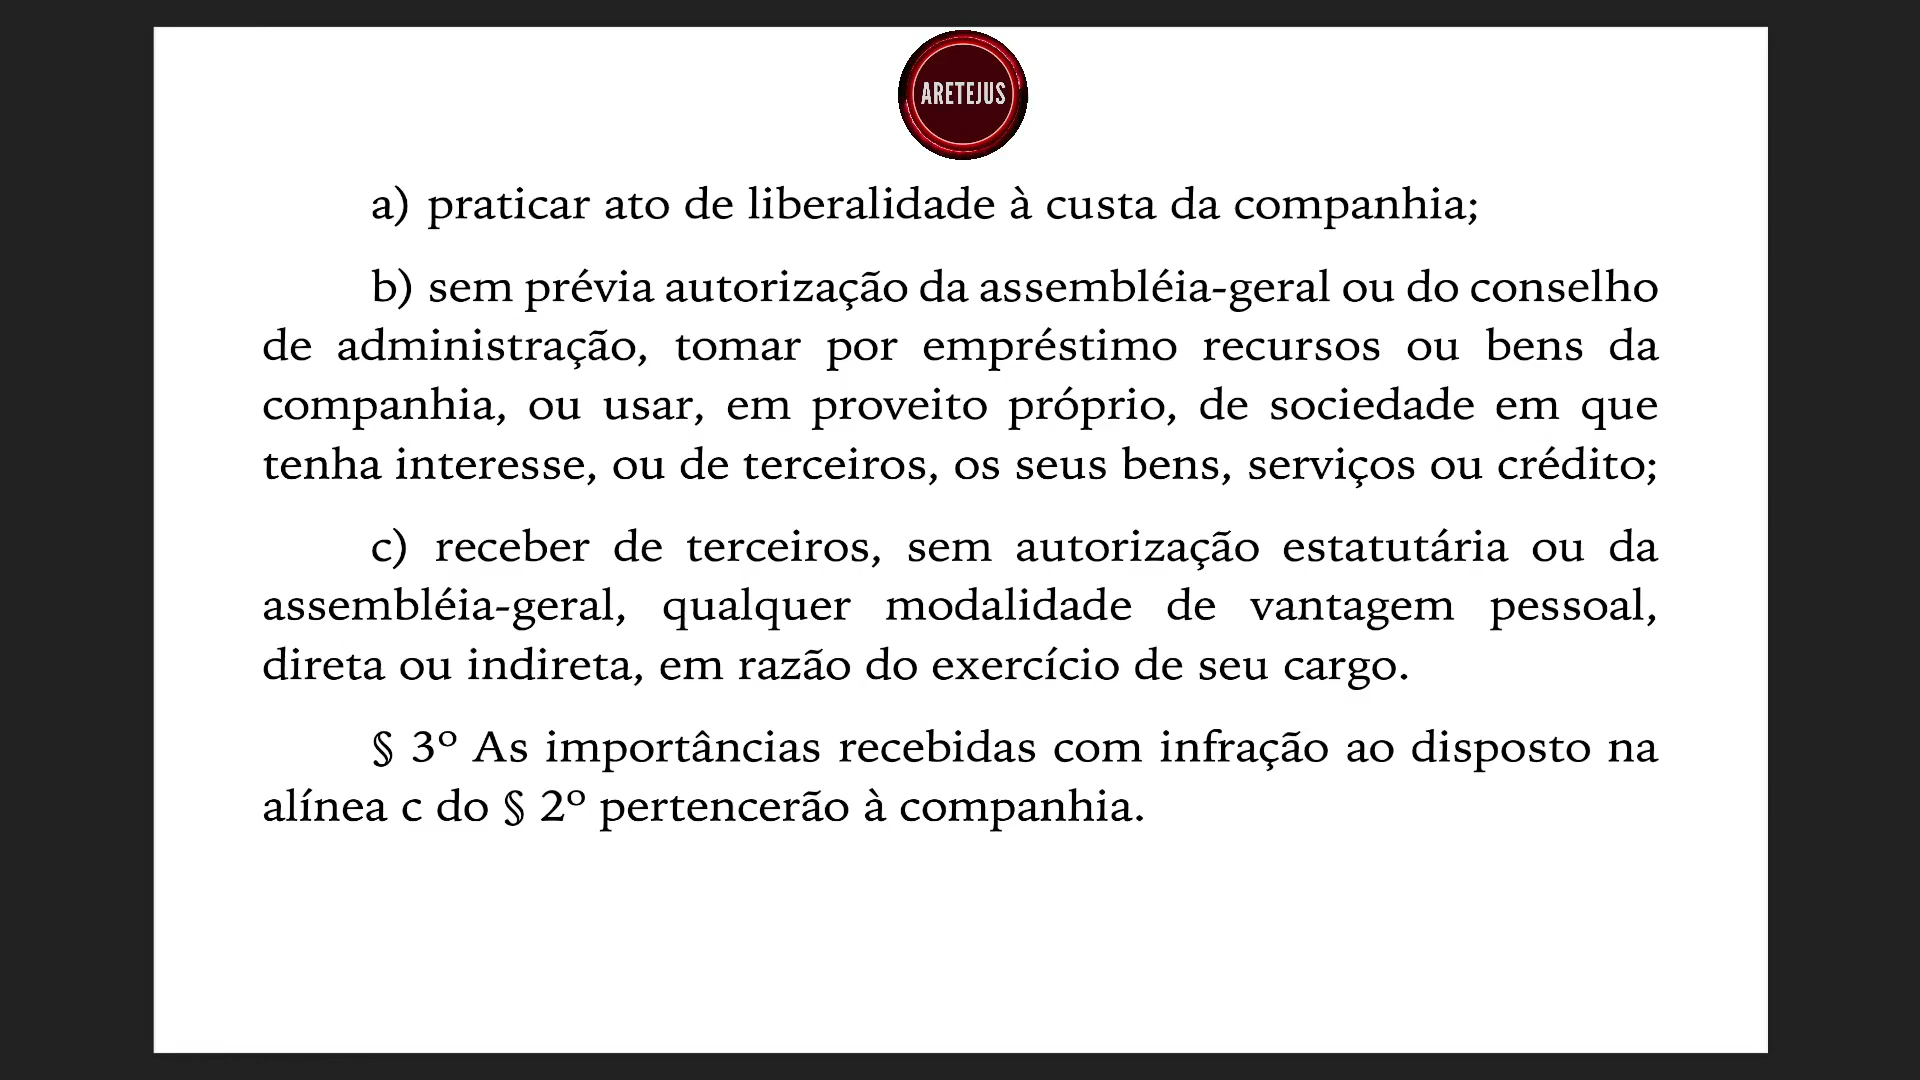 ARETEJUS
a) praticar ato de liberalidade à custa da companhia;
b) sem prévia autorização da assembléia-geral ou do conselho
de administração, tomar por empréstimo recursos ou bens da
companhia, ou usar, em proveito próprio, de sociedade em que
tenha interesse, ou de terceiros, os seus bens, serviços ou crédito;
c) receber de terceiros, sem autorização estatutária ou da
assembléia-geral, qualquer modalidade de vantagem pessoal,
direta ou indireta, em razão do exercício de seu cargo.
§ 3º As importâncias recebidas com infração ao disposto na
alínea c do § 2º pertencerão à companhia.